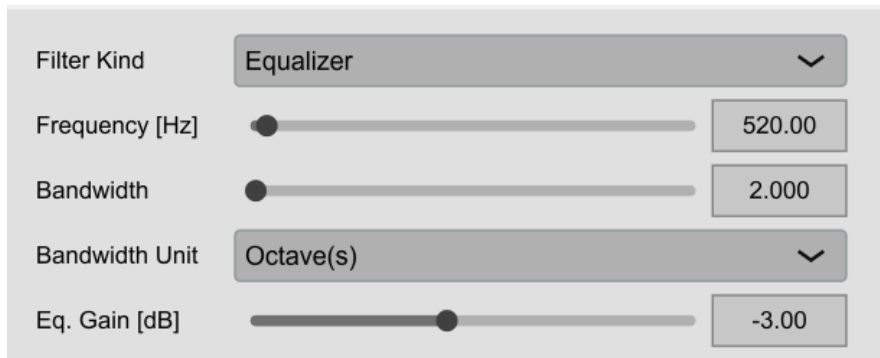 Filter Kind Equalizer
Frequency [Hz] 520.00
Bandwidth 2.000
Bandwidth Unit Octave(s)
Eq. Gain [dB] -3.00